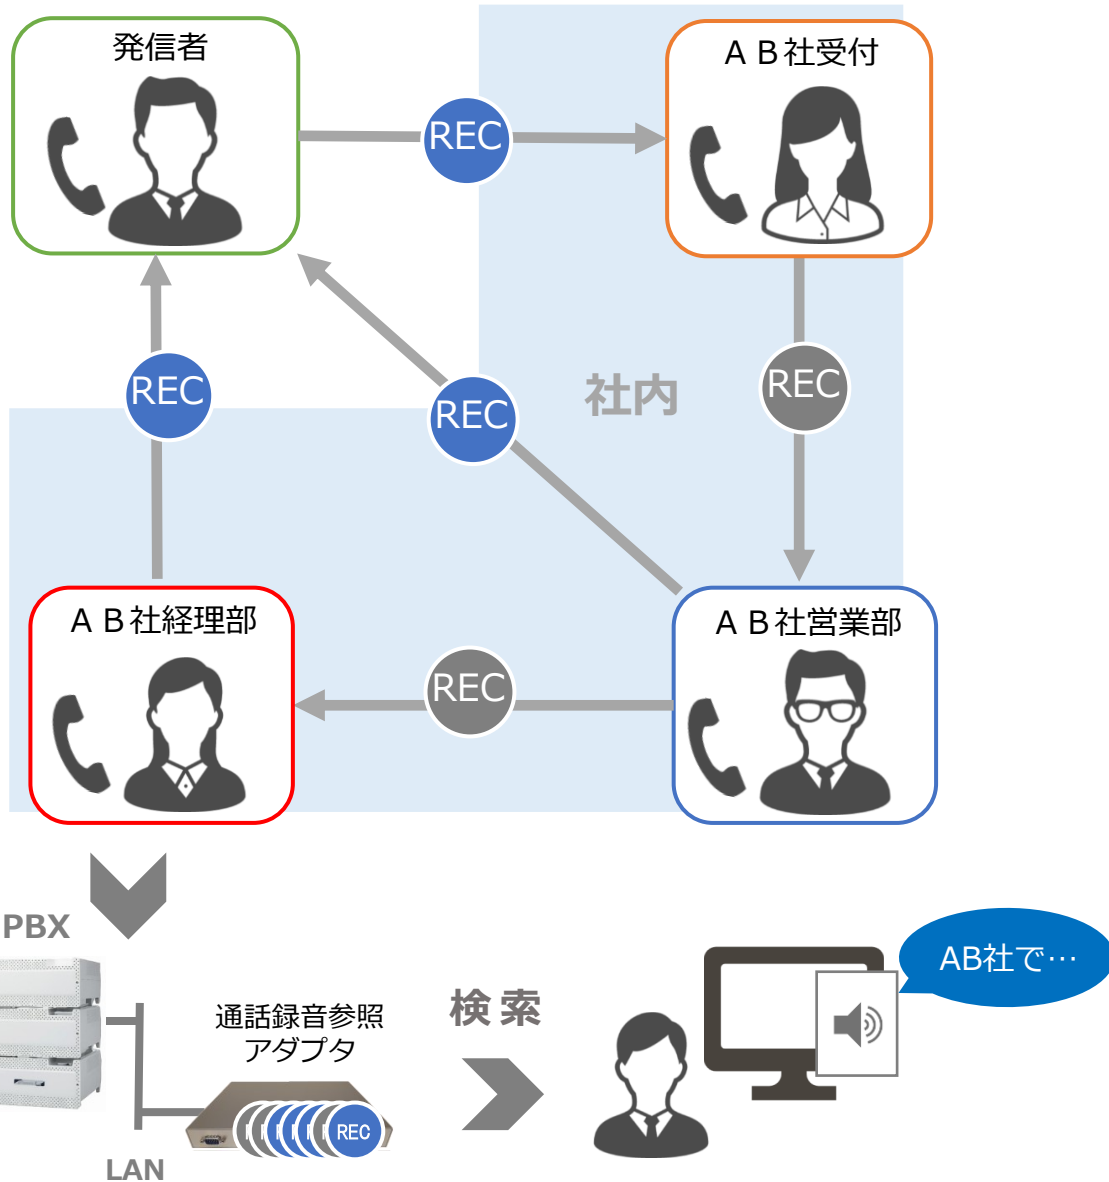 発信者
ＡＢ社受付
REC
REC
REC
社内
REC
ＡＢ社経理部
ＡＢ社営業部
REC
PBX
AB社で…
検索
通話録音参照
アダプタ
REC
LAN